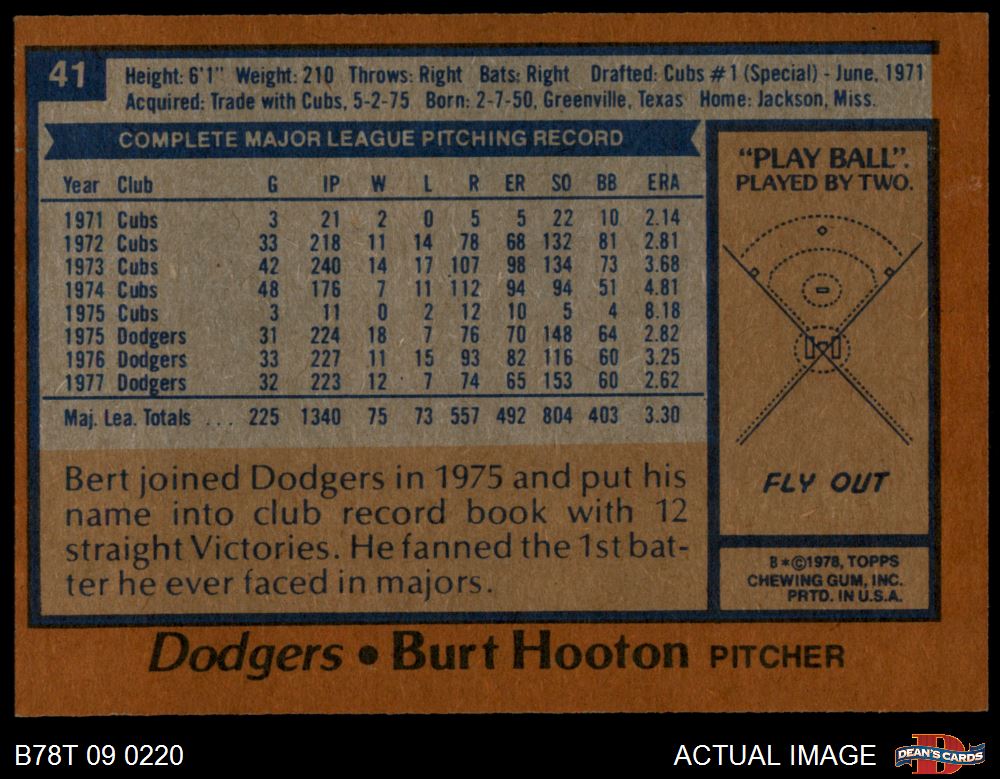 41
Height: 6'1" Weight: 210 Throws: Right Bats: Right Drafted: Cubs #1 (Special) - June, 1971
Acquired: Trade with Cubs, 5-2-75 Born: 2-7-50, Greenville, Texas Home: Jackson, Miss.
COMPLETE MAJOR LEAGUE PITCHING RECORD
Year Club G IP W L R ER SO BB ERA
1971 Cubs 3 21 2 0 5 5 22 10 2.14
1972 Cubs 33 218 11 14 78 68 132 81 2.81
1973 Cubs 42 240 14 17 107 98 134 73 3.68
1974 Cubs 48 176 7 11 112 94 94 51 4.81
1975 Cubs 3 11 0 2 12 10 5 4 8.18
1975 Dodgers 31 224 18 7 76 70 148 64 2.82
1976 Dodgers 33 227 11 15 93 82 116 60 3.25
1977 Dodgers 32 223 12 7 74 65 153 60 2.62
Maj. Lea. Totals ... 225 1340 75 73 557 492 804 403 3.30
Bert joined Dodgers in 1975 and put his
name into club record book with 12
straight Victories. He fanned the 1st bat-
ter he ever faced in majors.
"PLAY BALL".
PLAYED BY TWO.
FLY OUT
B*©1978, TOPPS
CHEWING GUM, INC.
PRTD. IN U.S.A.
Dodgers • Burt Hooton PITCHER
B78T 09 0220
ACTUAL IMAGE
D
DEAN'S CARDS